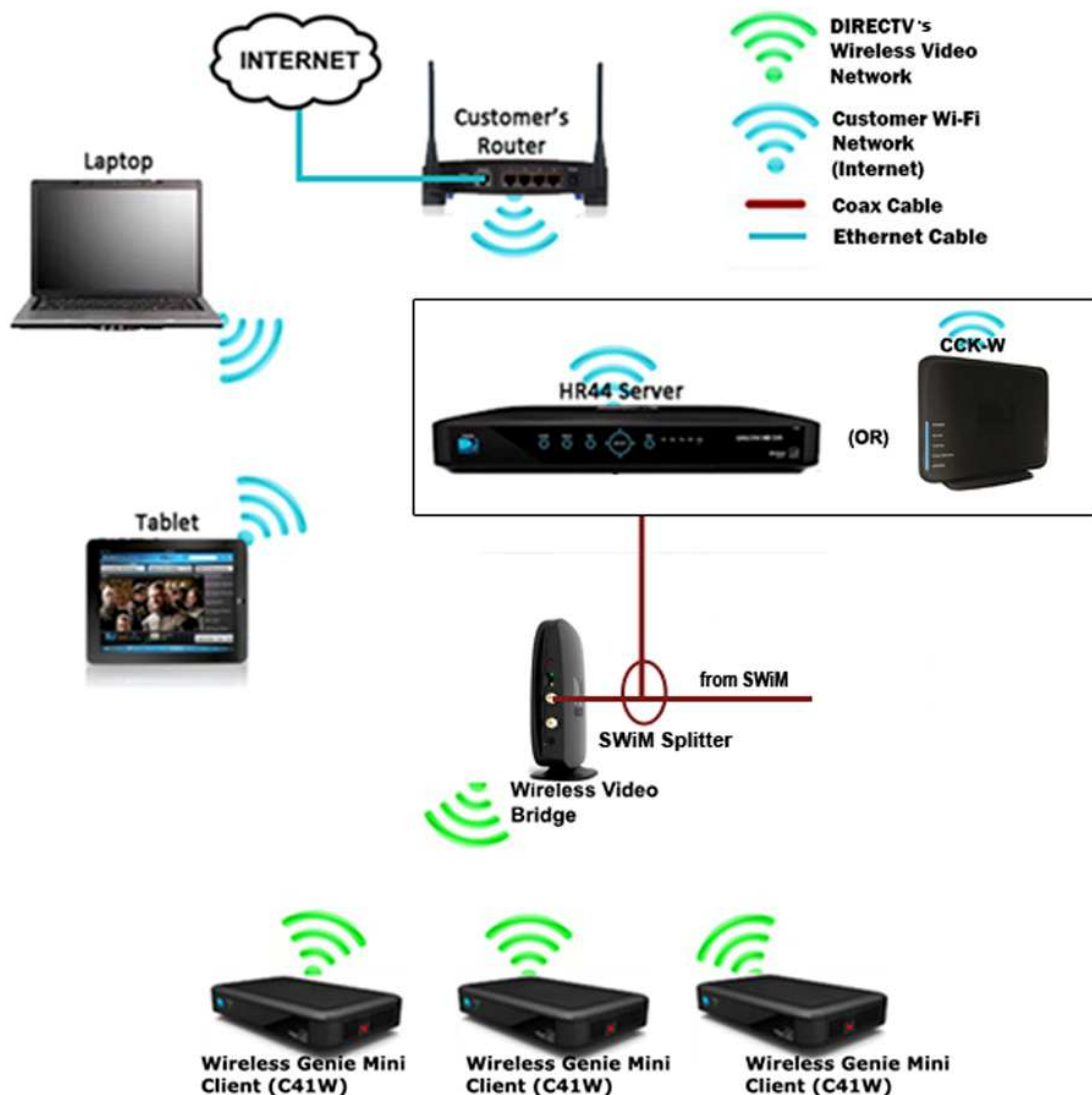 INTERNET
Customer's
Router
Laptop
DIRECTV's
Wireless Video
Network
Customer Wi-Fi
Network
(Internet)
Coax Cable
Ethernet Cable
HR44 Server
(OR)
CCK-W
Tablet
from SWiM
SWiM Splitter
Wireless Video
Bridge
Wireless Genie Mini
Client (C41W)
Wireless Genie Mini
Client (C41W)
Wireless Genie Mini
Client (C41W)